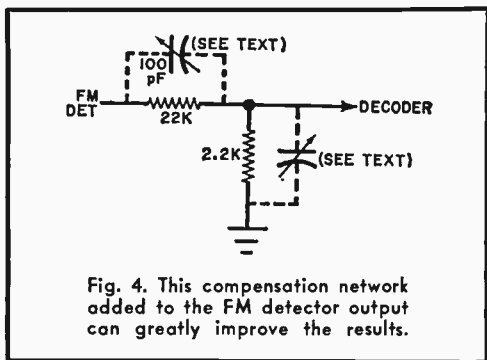 (SEE TEXT)
100
pF
FM
DET
22K
DECODER
2.2K
(SEE TEXT)
Fig. 4. This compensation network
added to the FM detector output
can greatly improve the results.